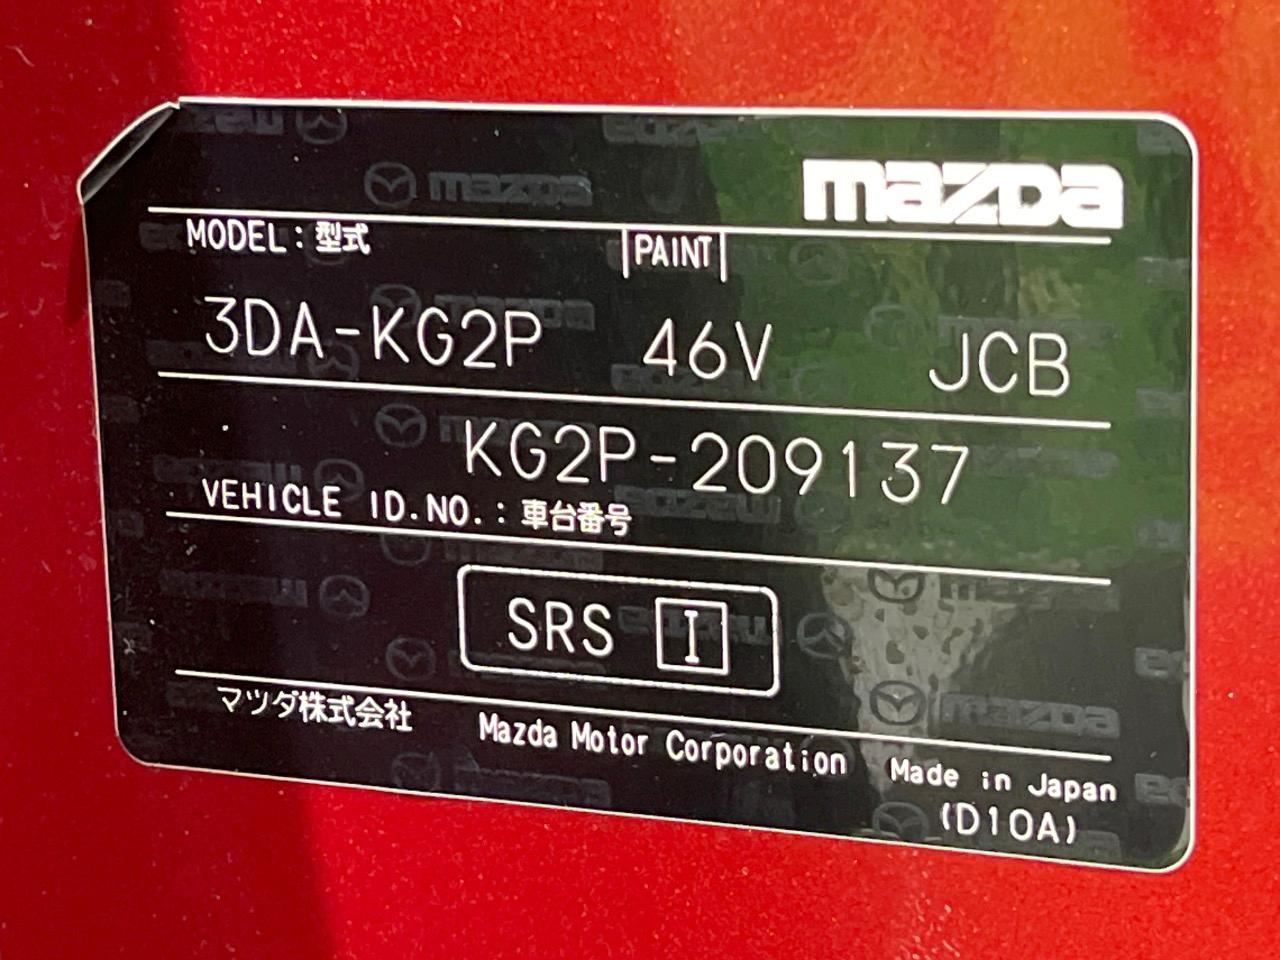 mazda
MODEL : 型式 PAINT
3DA-KG2P 46V JCB
KG2P-209137
VEHICLE ID.NO. : 車台番号
SRS I
マツダ株式会社 Mazda Motor Corporation Made in Japan
(D10A)